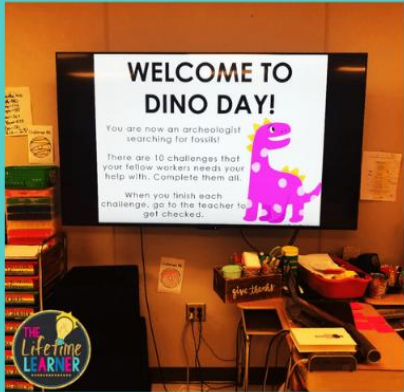 WELCOME TO
DINO DAY!
You are now an archeologist
searching for fossils!
There are 10 challenges that
your fellow workers needs your
help with. Complete them all.
When you finish each
challenge, go to the teacher to
get checked.
give thanks
THE
Lifetime
LEARNER